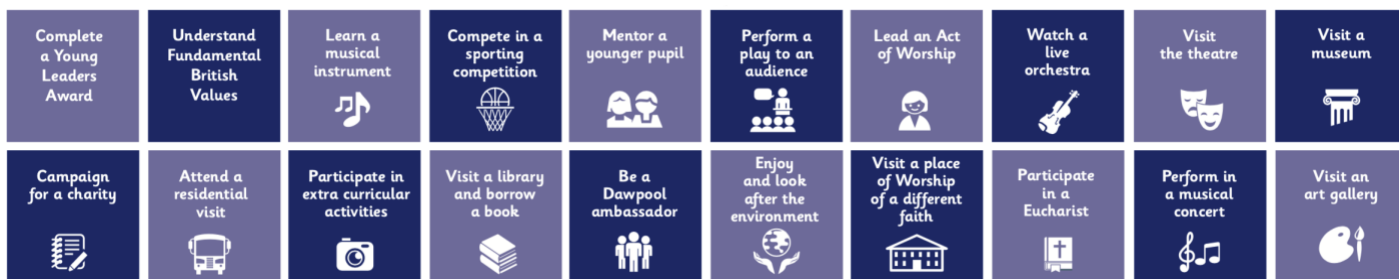 Complete
a Young
Leaders
Award
Understand
Fundamental
British
Values
Learn a
musical
instrument
Compete in a
sporting
competition
Mentor a
younger pupil
Perform a
play to an
audience
Lead an Act
of Worship
Watch a
live
orchestra
Visit
the theatre
Visit a
museum
Campaign
for a charity
Attend a
residential
visit
Participate in
extra curricular
activities
Visit a library
and borrow
a book
Be a
Dawpool
ambassador
Enjoy
and look
after the
environment
Visit a place
of Worship
of a different
faith
Participate
in a
Eucharist
Perform in
a musical
concert
Visit an
art gallery